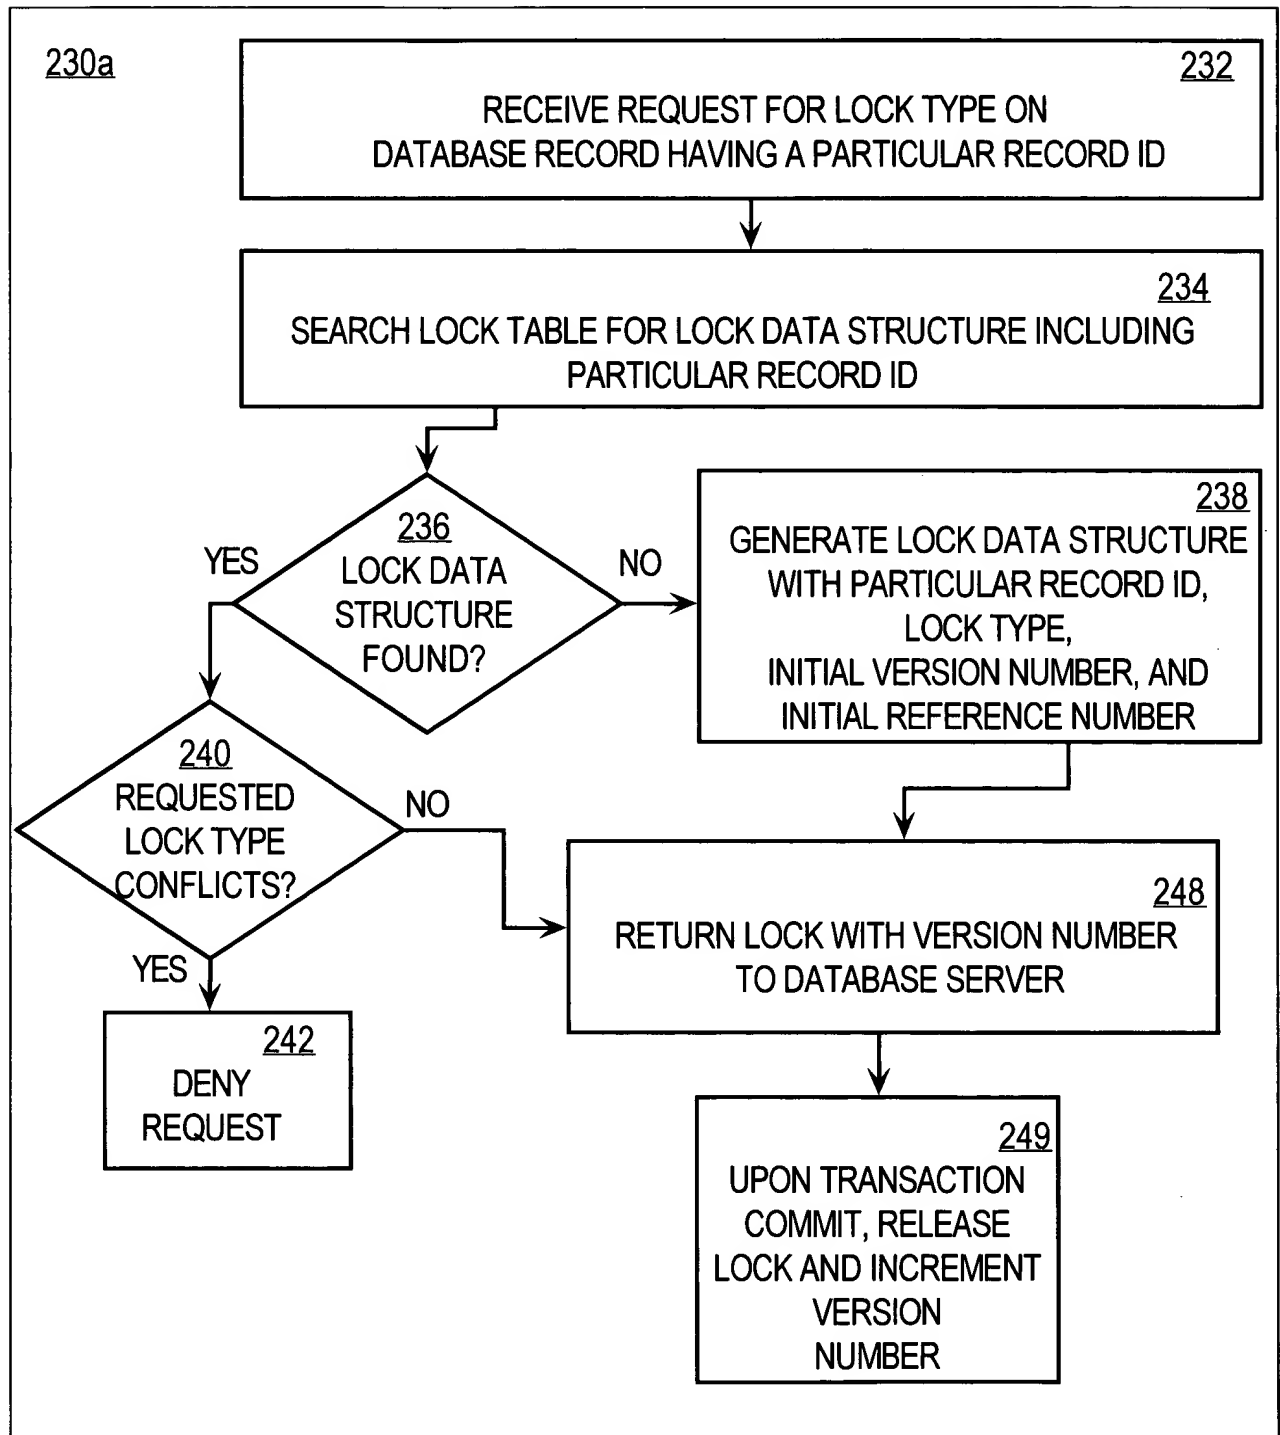 230a
232
RECEIVE REQUEST FOR LOCK TYPE ON
DATABASE RECORD HAVING A PARTICULAR RECORD ID
234
SEARCH LOCK TABLE FOR LOCK DATA STRUCTURE INCLUDING
PARTICULAR RECORD ID
236
LOCK DATA
STRUCTURE
FOUND?
YES
NO
238
GENERATE LOCK DATA STRUCTURE
WITH PARTICULAR RECORD ID,
LOCK TYPE,
INITIAL VERSION NUMBER, AND
INITIAL REFERENCE NUMBER
240
REQUESTED
LOCK TYPE
CONFLICTS?
NO
YES
242
DENY
REQUEST
248
RETURN LOCK WITH VERSION NUMBER
TO DATABASE SERVER
249
UPON TRANSACTION
COMMIT, RELEASE
LOCK AND INCREMENT
VERSION
NUMBER